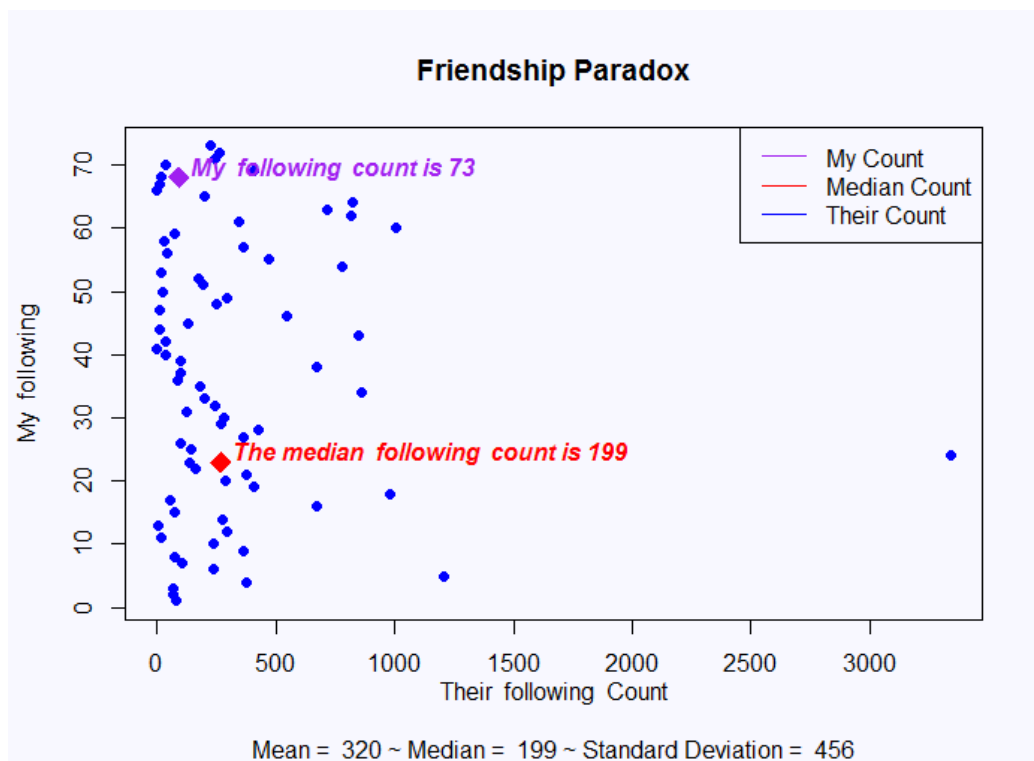 Friendship Paradox
My following count is 73
My Count
Median Count
Their Count
The median following count is 199
My following
0
10
20
30
40
50
60
70
0 500 1000 1500 2000 2500 3000
Their following Count
Mean = 320 ~ Median = 199 ~ Standard Deviation = 456